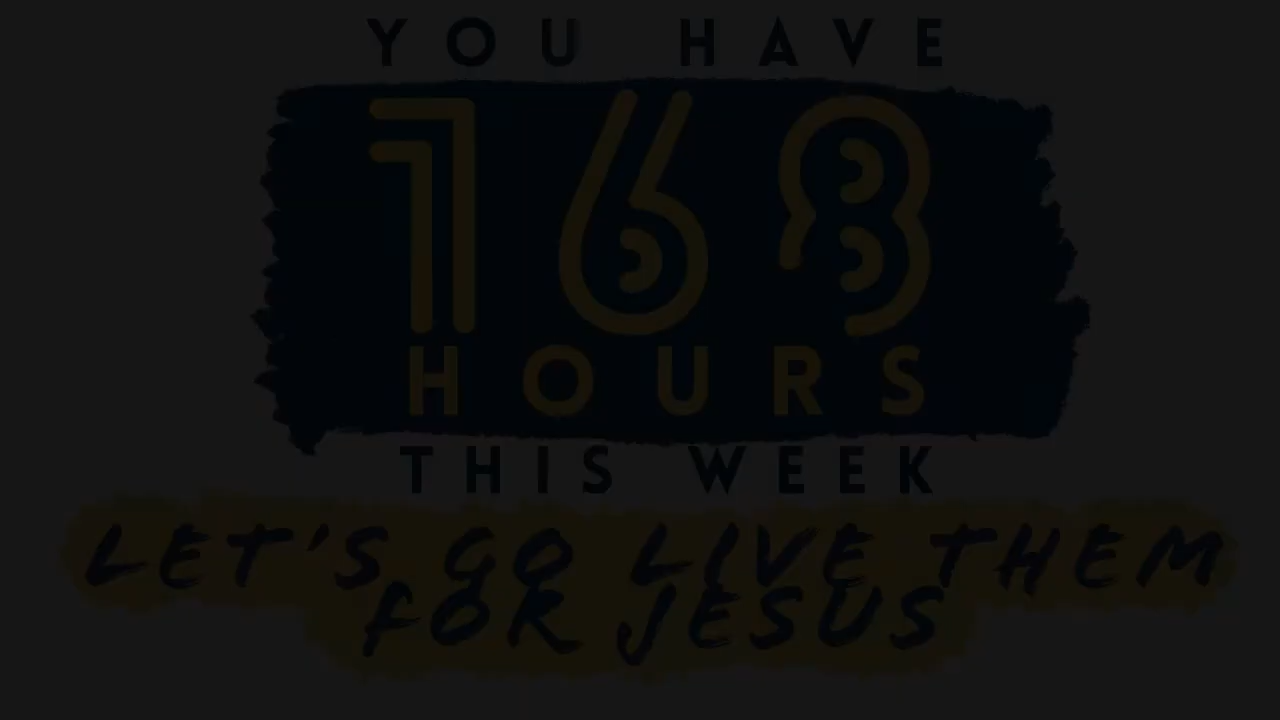 YOU HAVE
168
HOURS
THIS WEEK
LET'S GO LIVE THEM
FOR JESUS